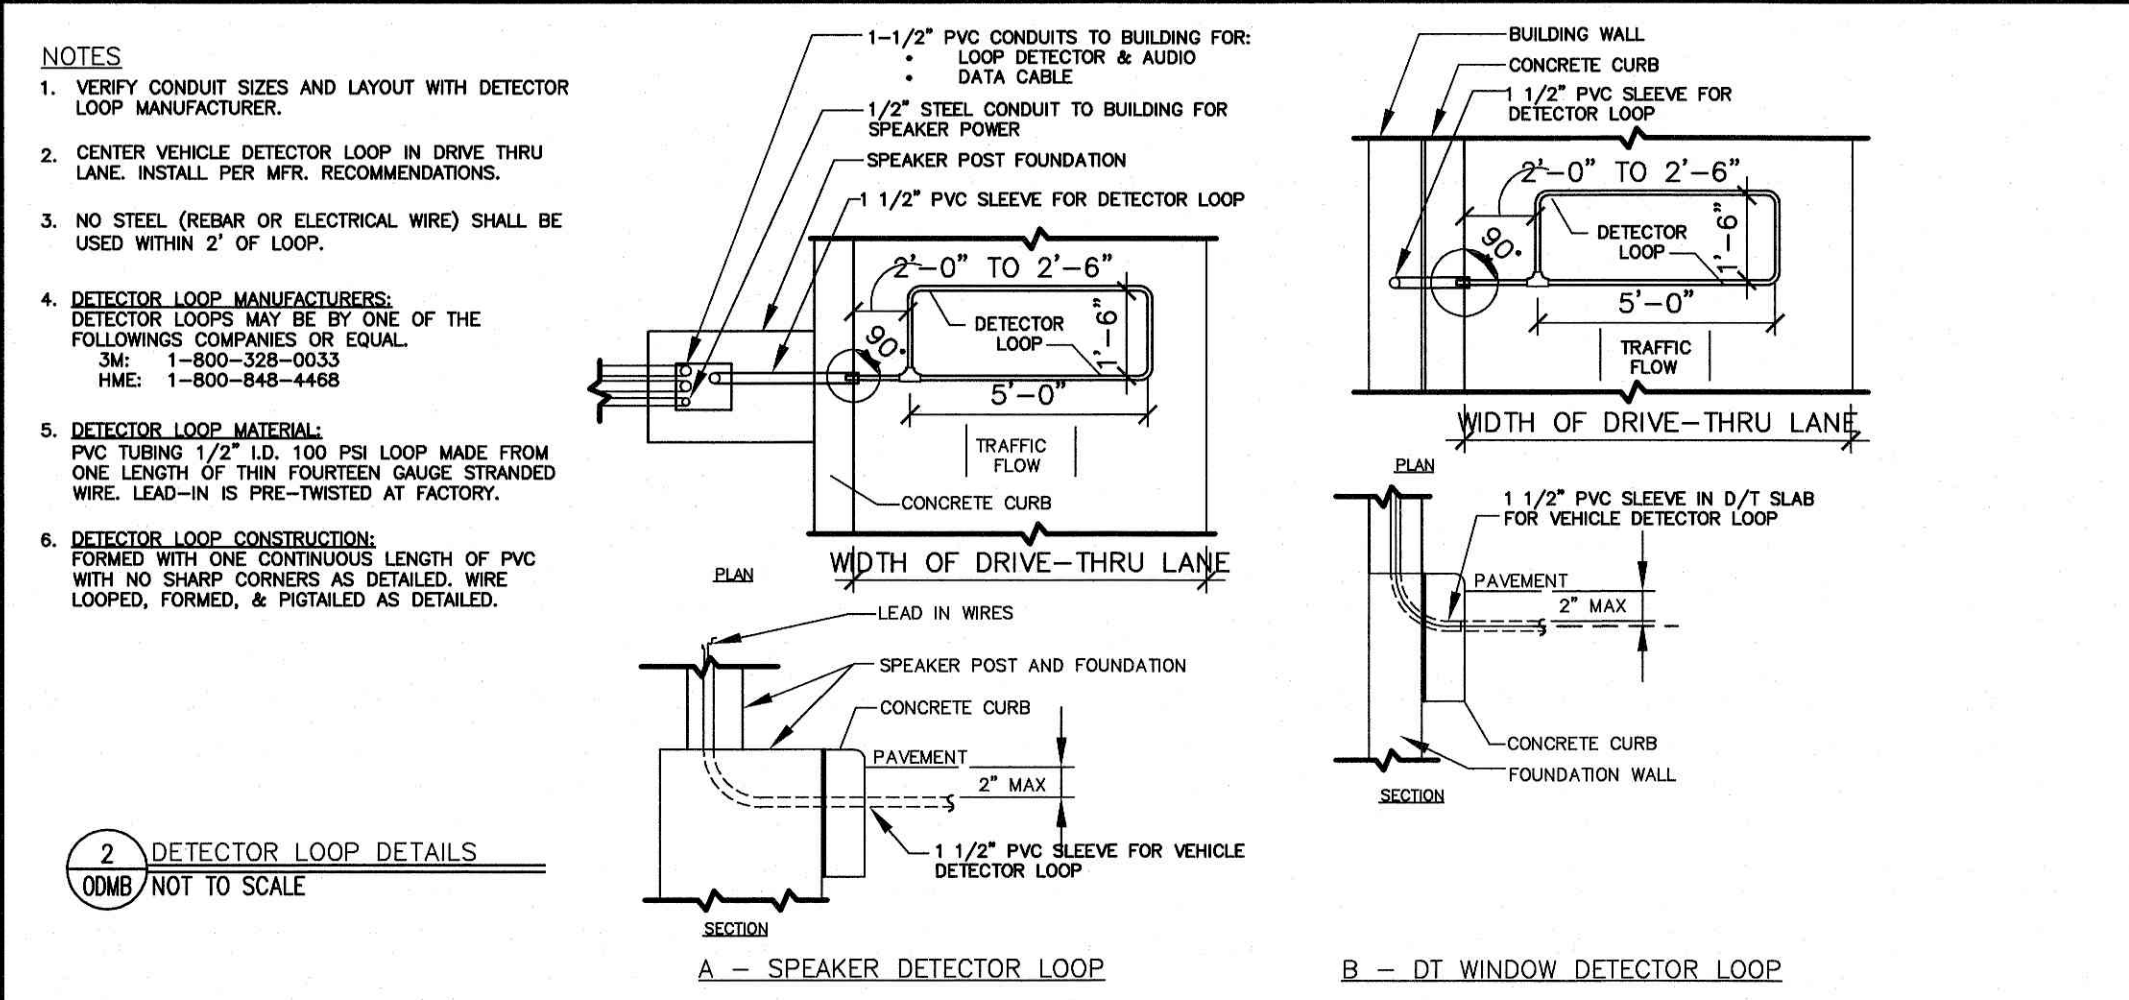 NOTES
1. VERIFY CONDUIT SIZES AND LAYOUT WITH DETECTOR
LOOP MANUFACTURER.
2. CENTER VEHICLE DETECTOR LOOP IN DRIVE THRU
LANE. INSTALL PER MFR. RECOMMENDATIONS.
3. NO STEEL (REBAR OR ELECTRICAL WIRE) SHALL BE
USED WITHIN 2' OF LOOP.
4. DETECTOR LOOP MANUFACTURERS:
DETECTOR LOOPS MAY BE BY ONE OF THE
FOLLOWINGS COMPANIES OR EQUAL.
3M: 1-800-328-0033
HME: 1-800-848-4468
5. DETECTOR LOOP MATERIAL:
PVC TUBING 1/2" I.D. 100 PSI LOOP MADE FROM
ONE LENGTH OF THIN FOURTEEN GAUGE STRANDED
WIRE. LEAD-IN IS PRE-TWISTED AT FACTORY.
6. DETECTOR LOOP CONSTRUCTION:
FORMED WITH ONE CONTINUOUS LENGTH OF PVC
WITH NO SHARP CORNERS AS DETAILED. WIRE
LOOPED, FORMED, & PIGTAILED AS DETAILED.
2
ODMB
DETECTOR LOOP DETAILS
NOT TO SCALE
1-1/2" PVC CONDUITS TO BUILDING FOR:
• LOOP DETECTOR & AUDIO
• DATA CABLE
1/2" STEEL CONDUIT TO BUILDING FOR
SPEAKER POWER
SPEAKER POST FOUNDATION
1 1/2" PVC SLEEVE FOR DETECTOR LOOP
2'-0" TO 2'-6"
90°
DETECTOR
LOOP
1'-6"
5'-0"
TRAFFIC
FLOW
CONCRETE CURB
WIDTH OF DRIVE-THRU LANE
PLAN
LEAD IN WIRES
SPEAKER POST AND FOUNDATION
CONCRETE CURB
PAVEMENT
2" MAX
1 1/2" PVC SLEEVE FOR VEHICLE
DETECTOR LOOP
SECTION
A - SPEAKER DETECTOR LOOP
BUILDING WALL
CONCRETE CURB
1 1/2" PVC SLEEVE FOR
DETECTOR LOOP
2'-0" TO 2'-6"
90°
DETECTOR
LOOP
1'-6"
5'-0"
TRAFFIC
FLOW
WIDTH OF DRIVE-THRU LANE
PLAN
1 1/2" PVC SLEEVE IN D/T SLAB
FOR VEHICLE DETECTOR LOOP
PAVEMENT
2" MAX
CONCRETE CURB
FOUNDATION WALL
SECTION
B - DT WINDOW DETECTOR LOOP